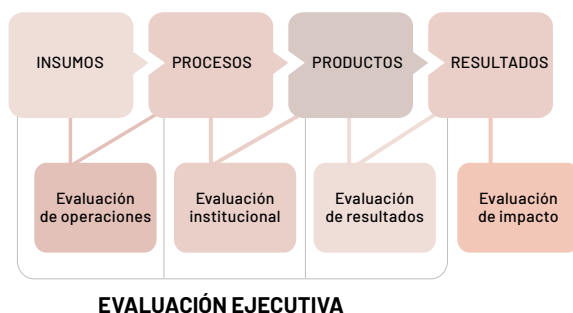 INSUMOS
PROCESOS
PRODUCTOS
RESULTADOS
Evaluación
de operaciones
Evaluación
institucional
Evaluación
de resultados
Evaluación
de impacto
EVALUACIÓN EJECUTIVA